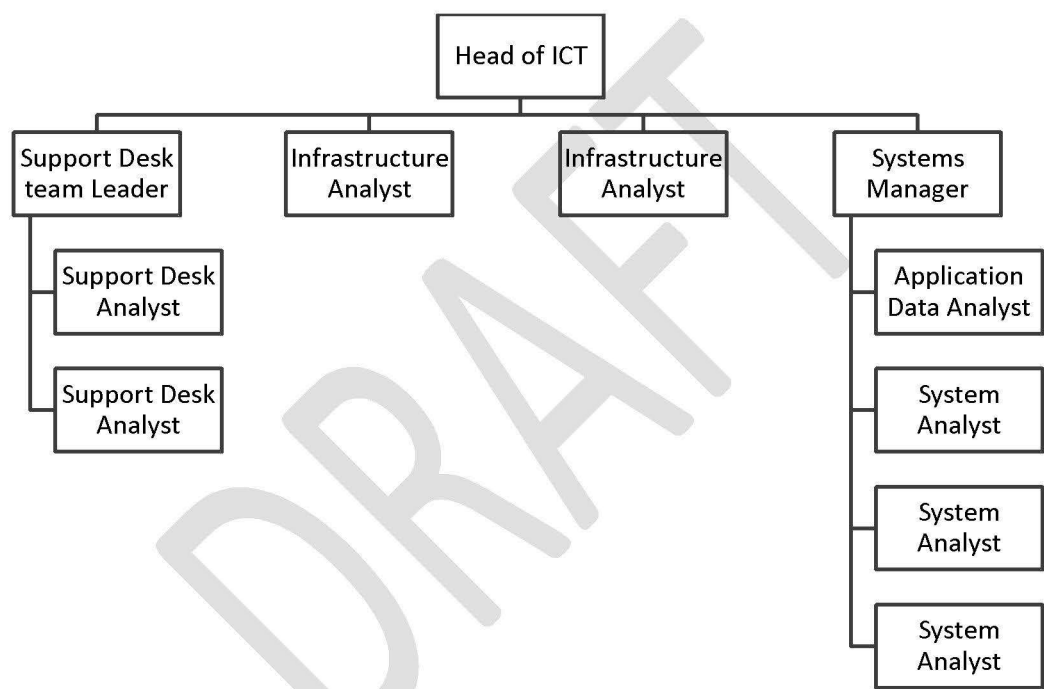 Head of ICT
Support Desk
team Leader
Infrastructure
Analyst
Infrastructure
Analyst
Systems
Manager
Support Desk
Analyst
Support Desk
Analyst
Application
Data Analyst
System
Analyst
System
Analyst
System
Analyst
DRAFT